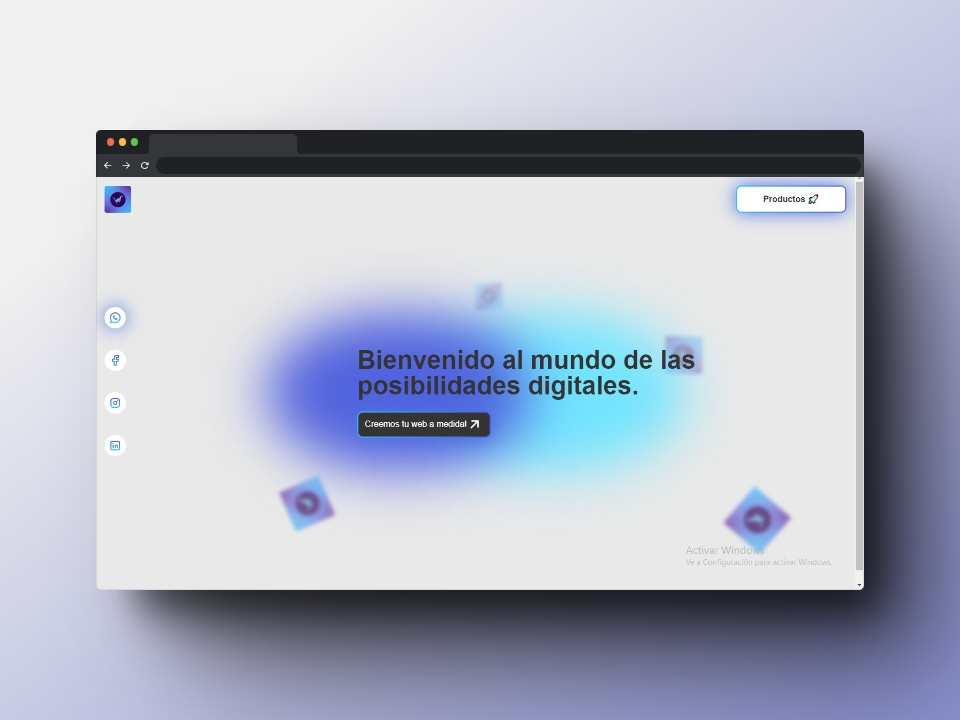 Productos 🚀
Bienvenido al mundo de las
posibilidades digitales.
Creemos tu web a medida!
Activar Windows
Ve a Configuración para activar Windows.